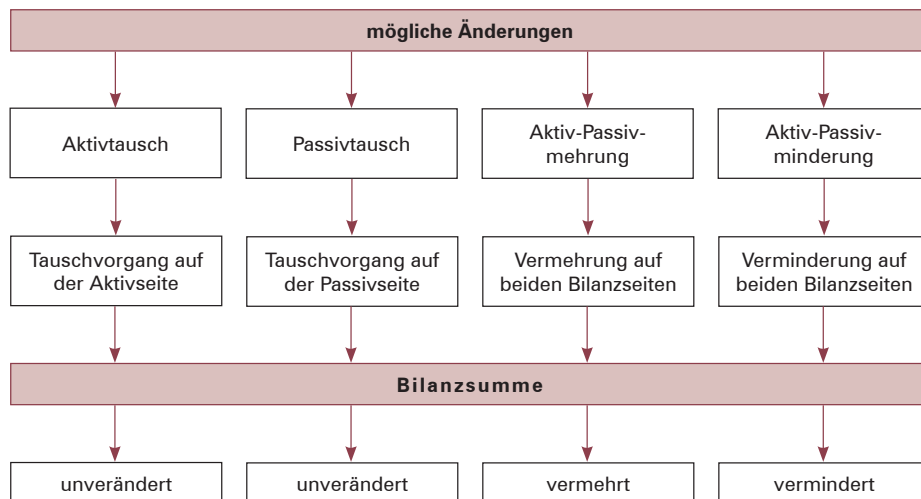 mögliche Änderungen
Aktivtausch
Passivtausch
Aktiv-Passiv-
mehrung
Aktiv-Passiv-
minderung
Tauschvorgang auf
der Aktivseite
Tauschvorgang auf
der Passivseite
Vermehrung auf
beiden Bilanzseiten
Verminderung auf
beiden Bilanzseiten
Bilanzsumme
unverändert
unverändert
vermehrt
vermindert